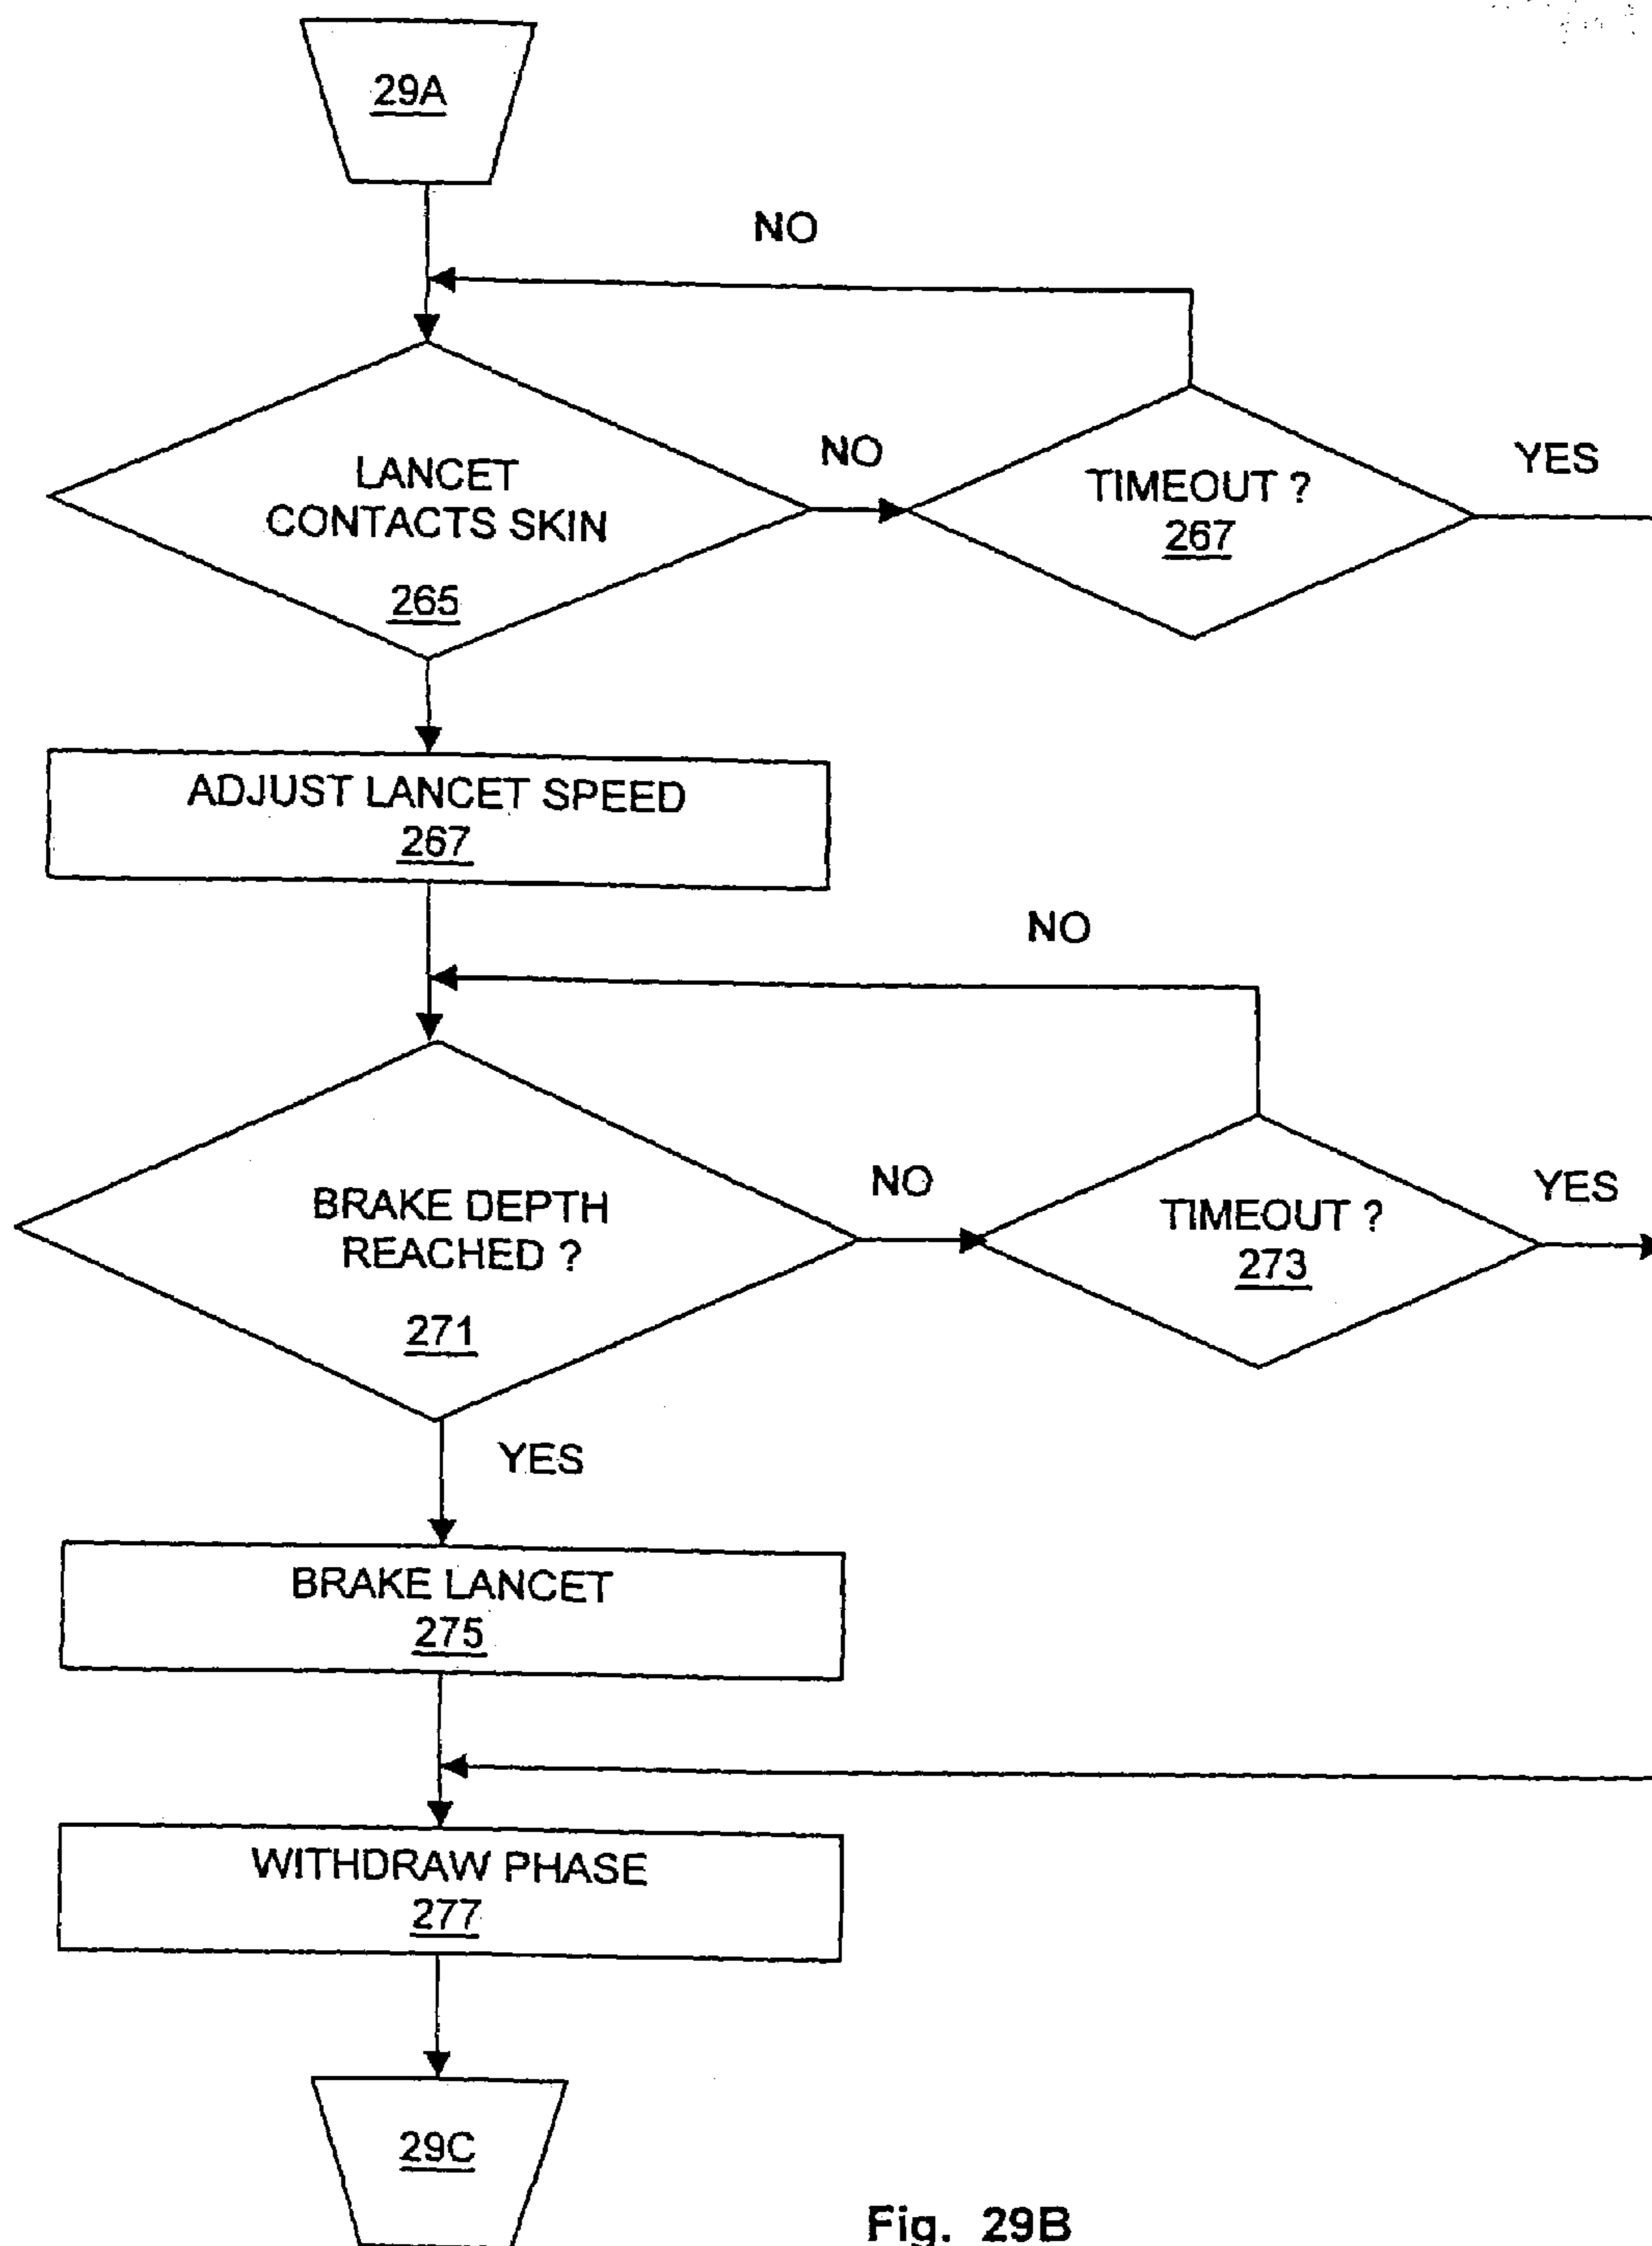 29A
NO
LANCET
CONTACTS SKIN
265
NO
TIMEOUT ?
267
YES
ADJUST LANCET SPEED
267
NO
BRAKE DEPTH
REACHED ?
271
NO
TIMEOUT ?
273
YES
YES
BRAKE LANCET
275
WITHDRAW PHASE
277
29C
Fig. 29B